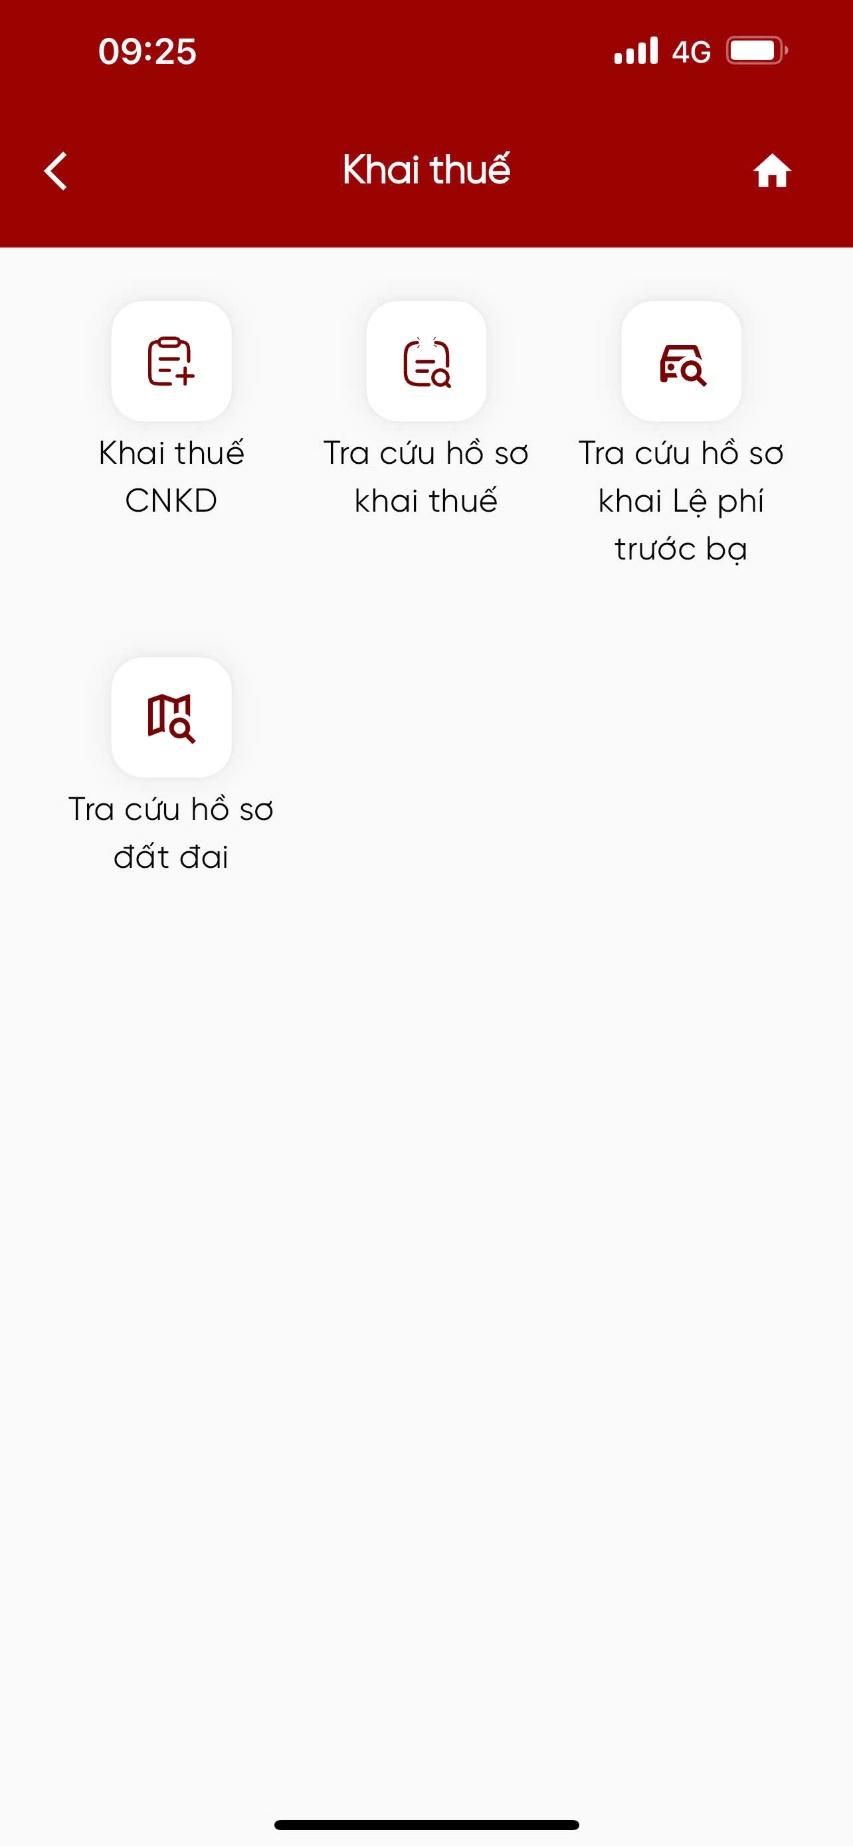 09:25
4G
Khai thuế
Khai thuế
CNKD
Tra cứu hồ sơ
khai thuế
Tra cứu hồ sơ
khai Lệ phí
trước bạ
Tra cứu hồ sơ
đất đai